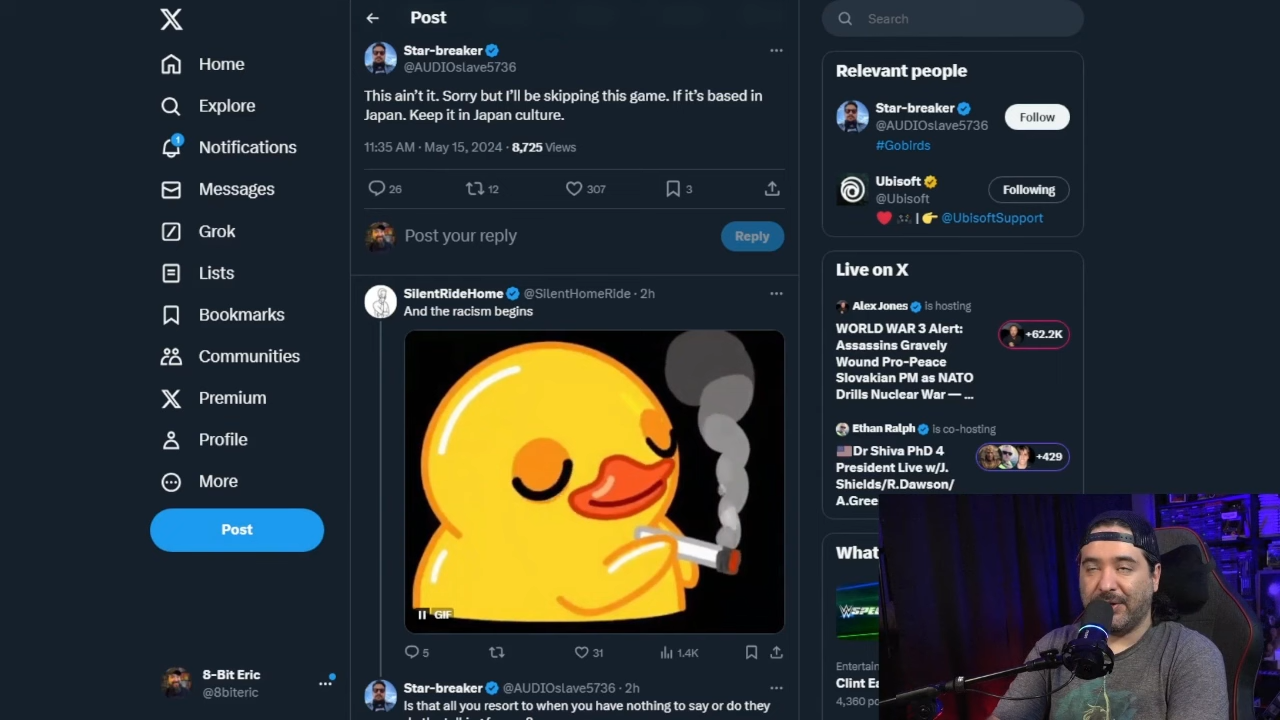 Home
Explore
1
Notifications
Messages
Grok
Lists
Bookmarks
Communities
Premium
Profile
More
Post
8-Bit Eric
@8biteric
Post
Star-breaker
@AUDIOslave5736
This ain't it. Sorry but I'll be skipping this game. If it's based in
Japan. Keep it in Japan culture.
11:35 AM · May 15, 2024 · 8,725 Views
26 12 307 3
Post your reply
Reply
SilentRideHome @SIlentHomeRide · 2h
And the racism begins
GIF
5 31 1.4K
Star-breaker @AUDIOslave5736 · 2h
Is that all you resort to when you have nothing to say or do they
Search
Relevant people
Star-breaker
@AUDIOslave5736
Follow
#Gobirds
Ubisoft
@Ubisoft
Following
❤️ 🎮 | 👉 @UbisoftSupport
Live on X
Alex Jones is hosting
WORLD WAR 3 Alert:
Assassins Gravely
Wound Pro-Peace
Slovakian PM as NATO
Drills Nuclear War — ...
+62.2K
Ethan Ralph is co-hosting
🇺🇸Dr Shiva PhD 4
President Live w/J.
Shields/R.Dawson/
A.Gree
+429
What
Entertain
Clint Ea
4,360 po